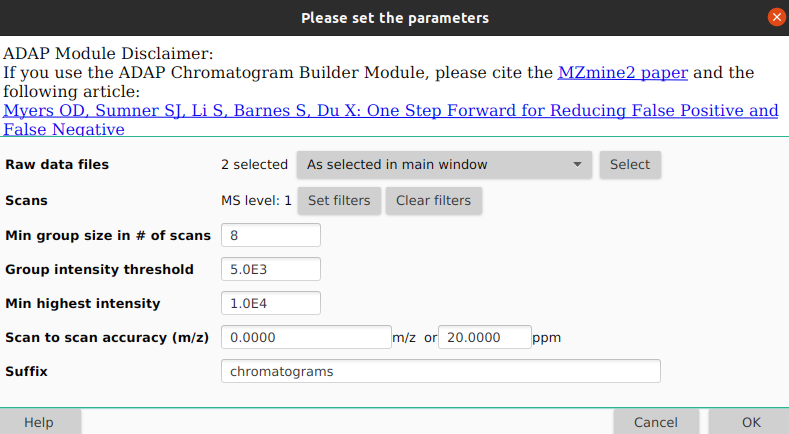 Please set the parameters
ADAP Module Disclaimer:
If you use the ADAP Chromatogram Builder Module, please cite the MZmine2 paper and the
following article:
Myers OD, Sumner SJ, Li S, Barnes S, Du X: One Step Forward for Reducing False Positive and
False Negative
Raw data files 2 selected As selected in main window Select
Scans MS level: 1 Set filters Clear filters
Min group size in # of scans 8
Group intensity threshold 5.0E3
Min highest intensity 1.0E4
Scan to scan accuracy (m/z) 0.0000 m/z or 20.0000 ppm
Suffix chromatograms
Help Cancel OK